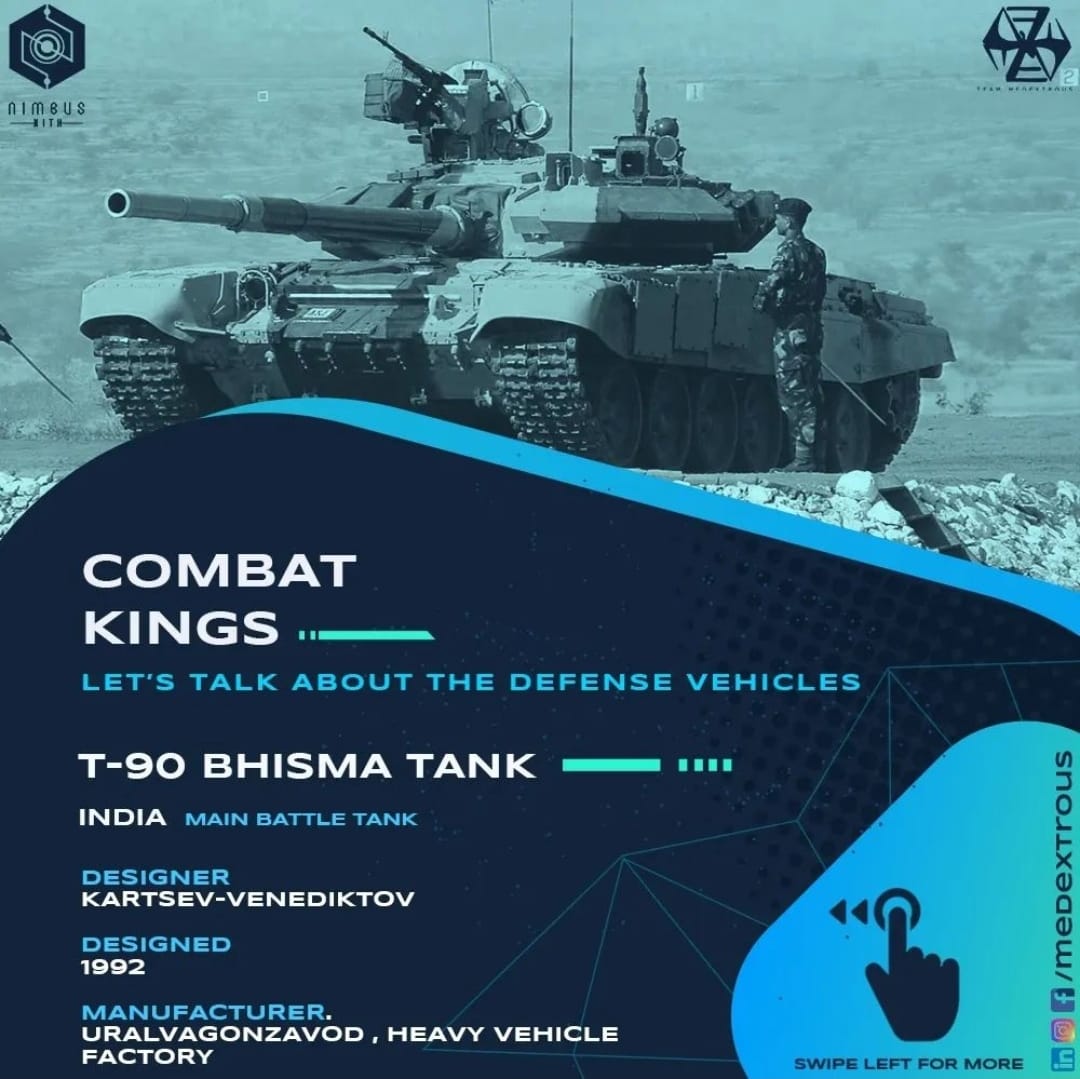 NIMBUS
NITH
TEAM MEDEXTROUS
COMBAT
KINGS
LET'S TALK ABOUT THE DEFENSE VEHICLES
T-90 BHISMA TANK
INDIA MAIN BATTLE TANK
DESIGNER
KARTSEV-VENEDIKTOV
DESIGNED
1992
MANUFACTURER.
URALVAGONZAVOD , HEAVY VEHICLE
FACTORY
/medextrous
SWIPE LEFT FOR MORE